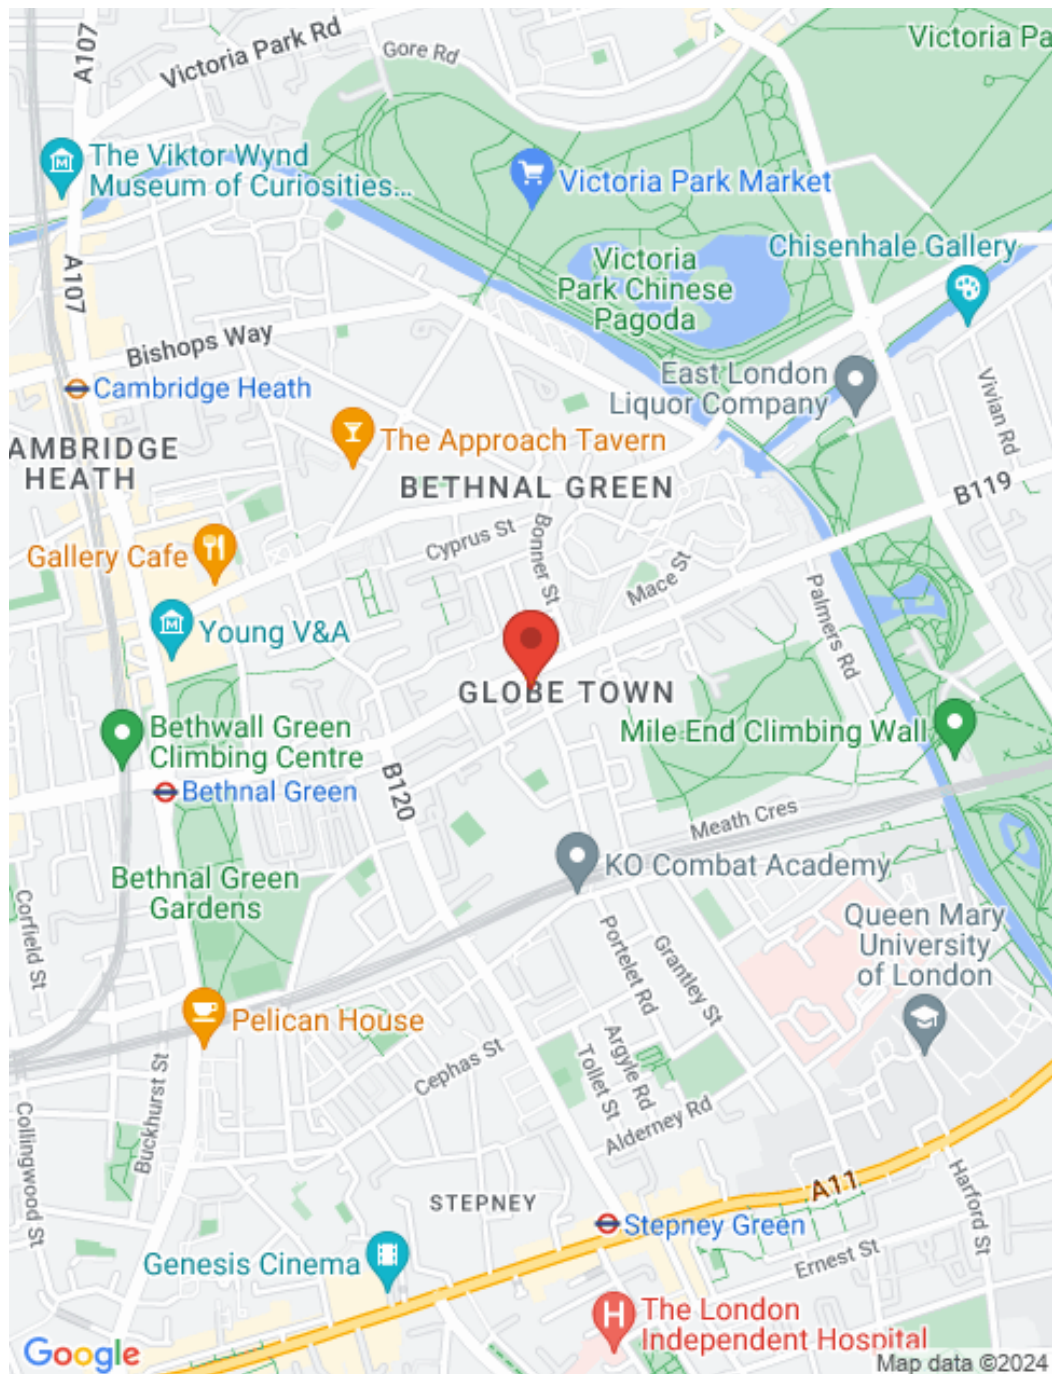 A107
Victoria Park Rd
Gore Rd
Victoria Pa
The Viktor Wynd
Museum of Curiosities...
Victoria Park Market
A107
Victoria
Park Chinese
Pagoda
Chisenhale Gallery
Bishops Way
Cambridge Heath
East London
Liquor Company
Vivian Rd
AMBRIDGE
HEATH
The Approach Tavern
BETHNAL GREEN
B119
Gallery Cafe
Cyprus St
Bonner St
Mace St
Palmers Rd
Young V&A
GLOBE TOWN
Bethwall Green
Climbing Centre
Mile End Climbing Wall
Bethnal Green
B120
Meath Cres
Bethnal Green
Gardens
KO Combat Academy
Corfield St
Queen Mary
University
of London
Portelet Rd
Grantley St
Pelican House
Cephas St
Argyle Rd
Tollet St
Buckhurst St
Collingwood St
Alderney Rd
A11
Harford St
STEPNEY
Stepney Green
Genesis Cinema
Ernest St
The London
Independent Hospital
Google
Map data ©2024